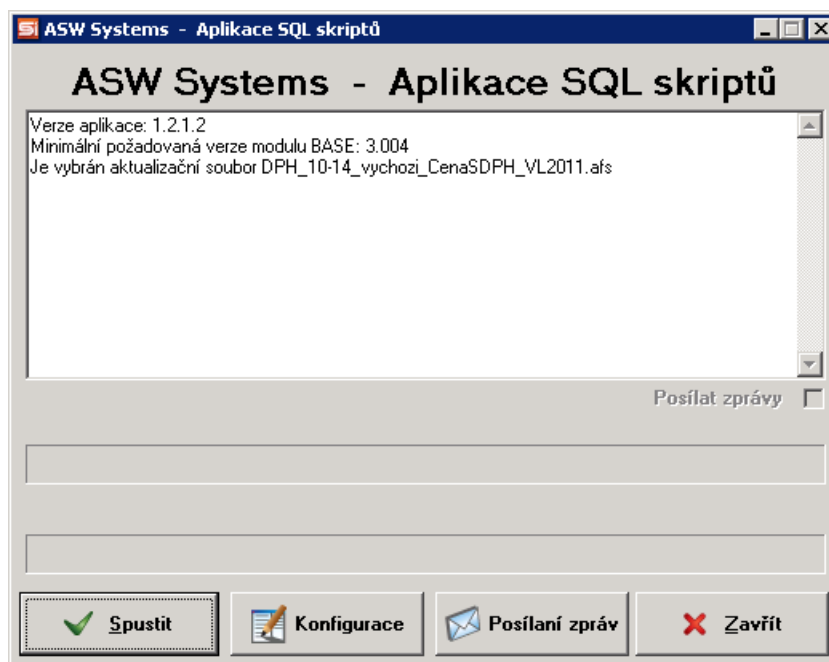 ASW Systems - Aplikace SQL skriptů
ASW Systems - Aplikace SQL skriptů
Verze aplikace: 1.2.1.2
Minimální požadovaná verze modulu BASE: 3.004
Je vybrán aktualizační soubor DPH_10-14_vychozi_CenaSDPH_VL2011.afs
Posílat zprávy
Spustit
Konfigurace
Posílaní zpráv
Zavřít